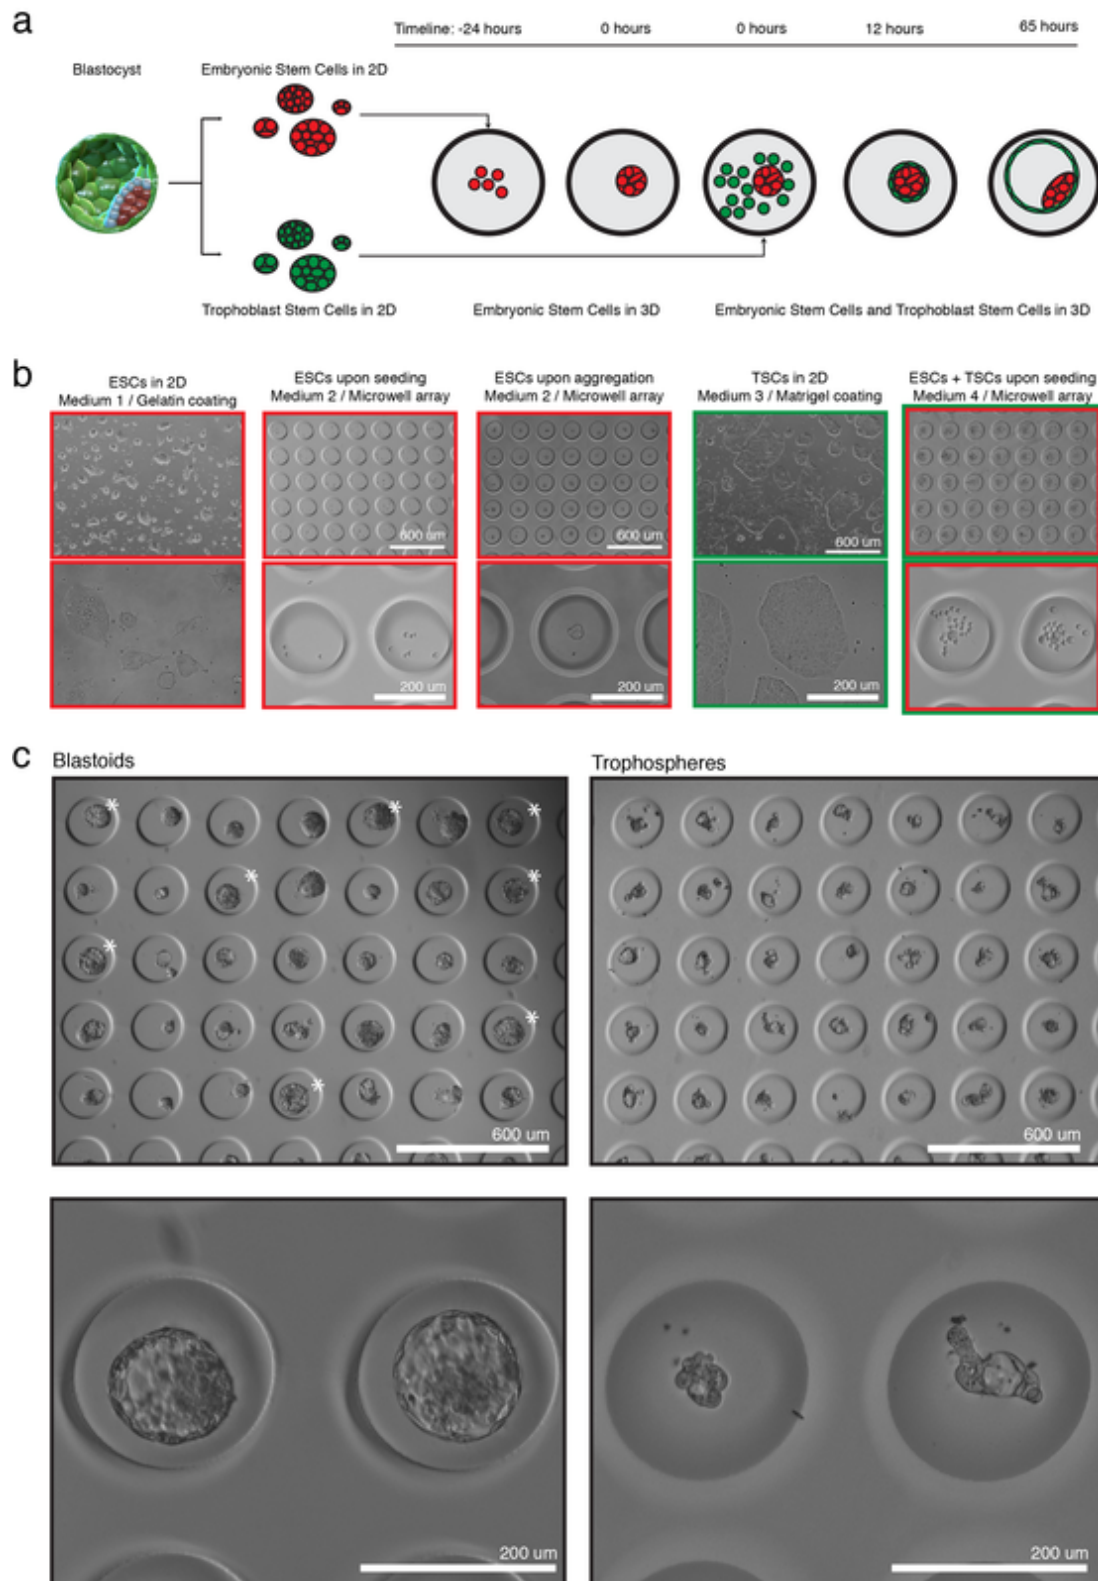 a
Timeline: -24 hours 0 hours 0 hours 12 hours 65 hours
Blastocyst
Embryonic Stem Cells in 2D
Trophoblast Stem Cells in 2D
Embryonic Stem Cells in 3D
Embryonic Stem Cells and Trophoblast Stem Cells in 3D
b
ESCs in 2D
Medium 1 / Gelatin coating
ESCs upon seeding
Medium 2 / Microwell array
ESCs upon aggregation
Medium 2 / Microwell array
TSCs in 2D
Medium 3 / Matrigel coating
ESCs + TSCs upon seeding
Medium 4 / Microwell array
600 um
600 um
600 um
200 um
200 um
200 um
c
Blastoids
Trophospheres
*
*
*
*
*
*
*
*
600 um
600 um
200 um
200 um